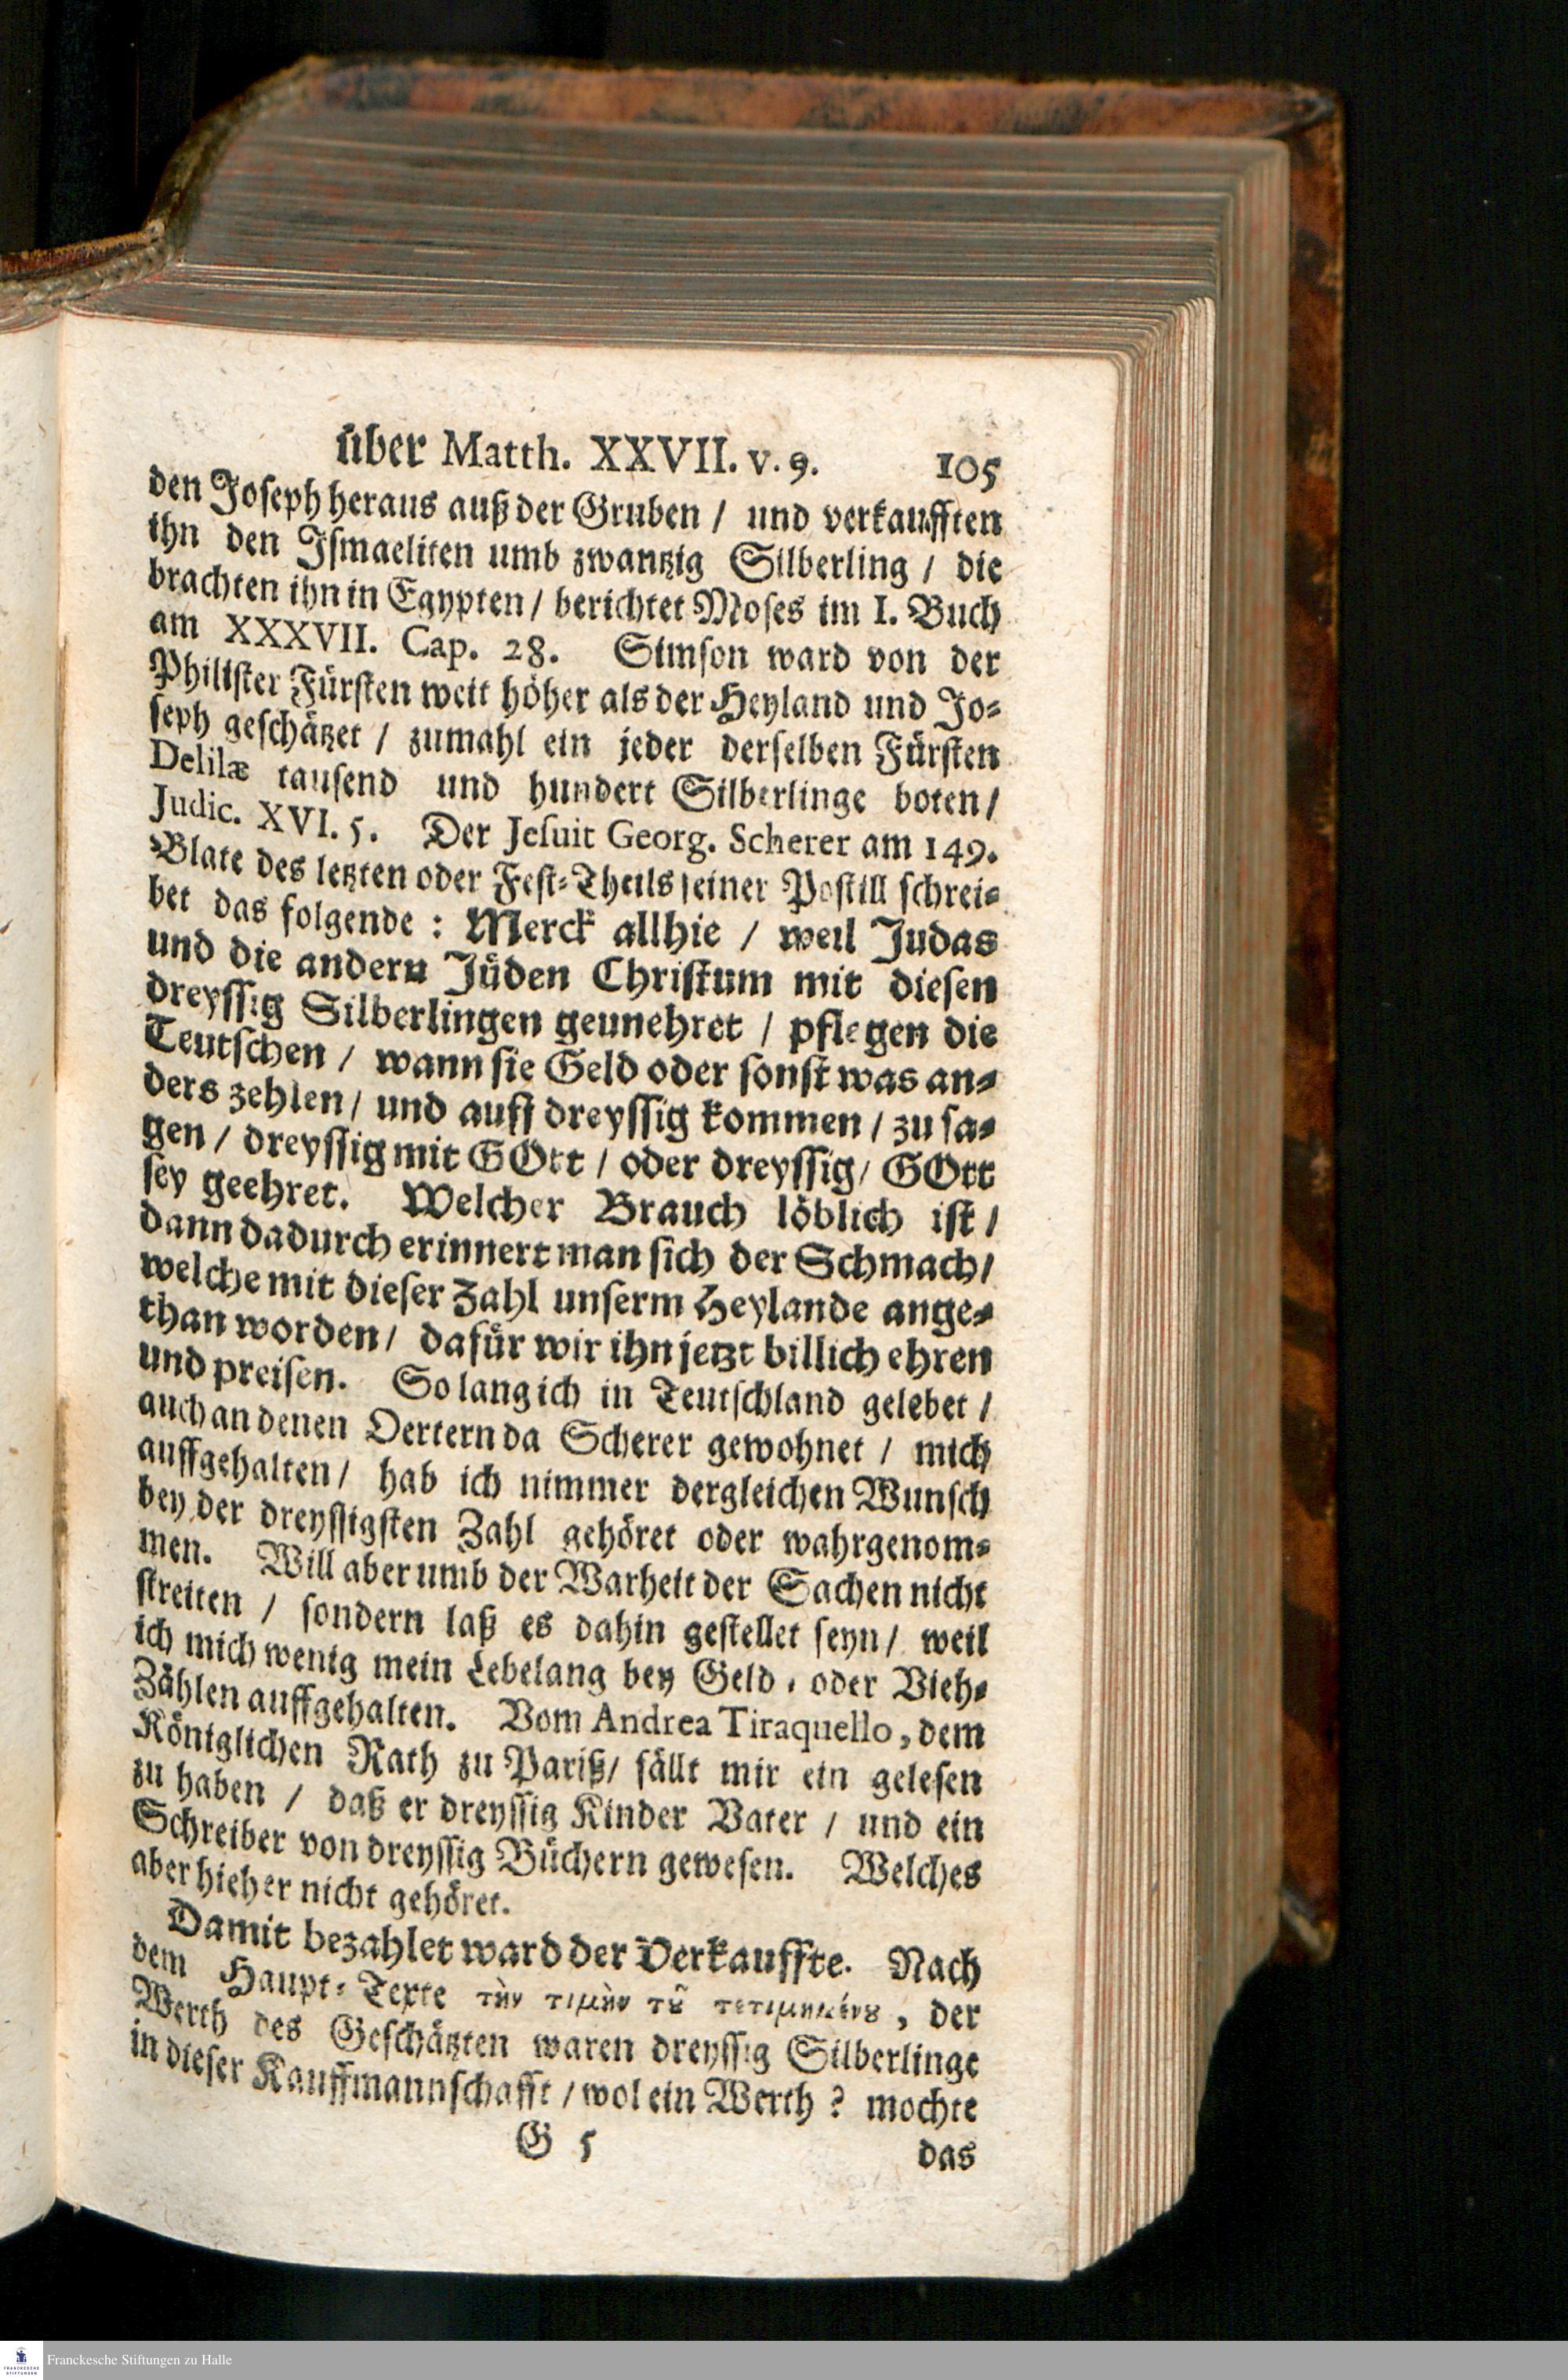 über Matth. XXVII. v. 9. 105
den Joseph heraus auß der Gruben / und verkaufften
ihn den Ismaeliten umb zwantzig Silberling / die
brachten ihn in Egypten / berichtet Moses im I. Buch
am XXXVII. Cap. 28. Simson ward von der
Philister Fürsten weit höher als der Heyland und Jo-
seph geschätzet / zumahl ein jeder derselben Fürsten
Delilæ tausend und hundert Silberlinge boten /
Judic. XVI. 5. Der Jesuit Georg. Scherer am 149.
Blate des letzten oder Fest-Theils seiner Postill schrei-
bet das folgende : Merck allhie / weil Judas
und die andern Jüden Christum mit diesen
dreyssig Silberlingen geunehret / pflegen die
Teutschen / wann sie Geld oder sonst was an-
ders zehlen / und auff dreyssig kommen / zu sa-
gen / dreyssig mit GOtt / oder dreyssig / GOtt
sey geehret. Welcher Brauch löblich ist /
dann dadurch erinnert man sich der Schmach /
welche mit dieser Zahl unserm Heylande ange-
than worden / dafür wir ihn jetzt billich ehren
und preisen. So lang ich in Teutschland gelebet /
auch an denen Oertern da Scherer gewohnet / mich
auffgehalten / hab ich nimmer dergleichen Wunsch
bey der dreyssigsten Zahl gehöret oder wahrgenom-
men. Will aber umb der Warheit der Sachen nicht
streiten / sondern laß es dahin gestellet seyn / weil
ich mich wenig mein Lebelang bey Geld- oder Vieh-
Zählen auffgehalten. Vom Andrea Tiraquello, dem
Königlichen Rath zu Pariß / fällt mir ein gelesen
zu haben / daß er dreyssig Kinder Vater / und ein
Schreiber von dreyssig Büchern gewesen. Welches
aber hieher nicht gehöret.
Damit bezahlet ward der Verkauffte. Nach
dem Haupt-Texte τὴν τιμὴν τȣ͂ τετιμημένȣ, der
Werth des Geschätzten waren dreyssig Silberlinge
in dieser Kauffmannschafft / wol ein Werth ? mochte
G 5 das
FRANCKESCHE STIFTUNGEN
Franckesche Stiftungen zu Halle